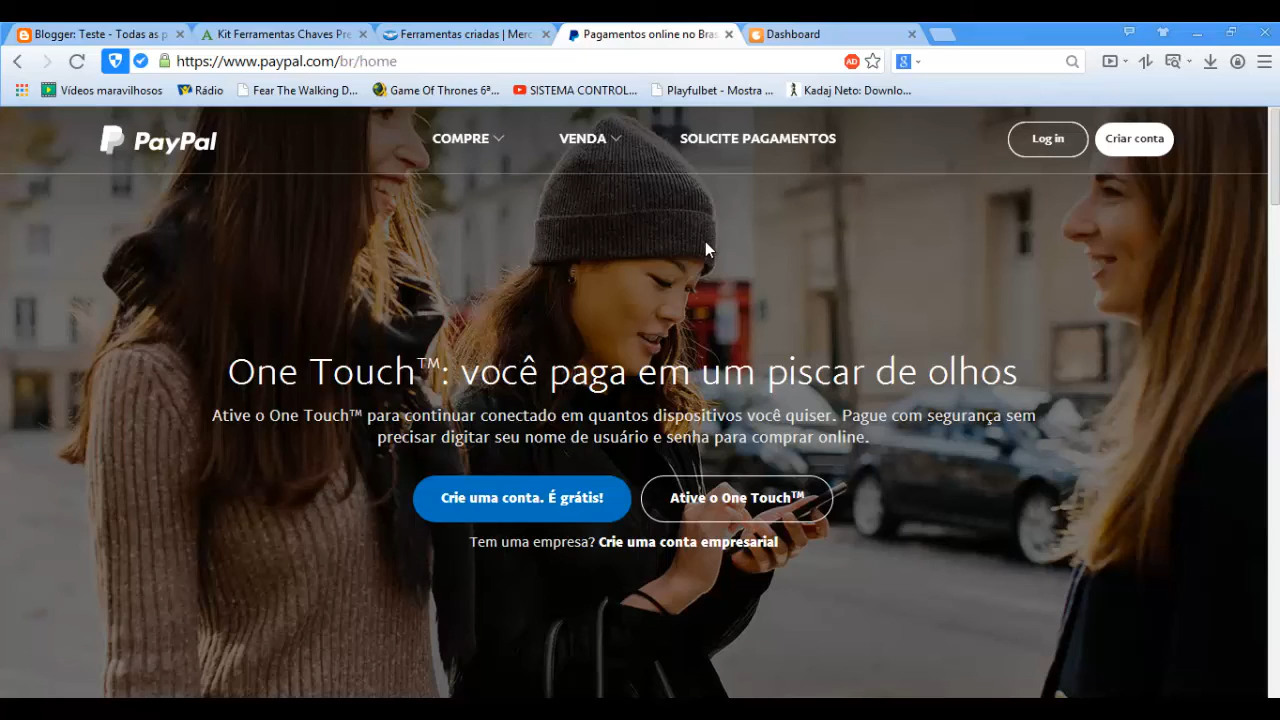 Blogger: Teste - Todas as p
Kit Ferramentas Chaves Pre
Ferramentas criadas | Merc
Pagamentos online no Bras
Dashboard
https://www.paypal.com/br/home
AD
Vídeos maravilhosos
Rádio
Fear The Walking D...
Game Of Thrones 6ª...
SISTEMA CONTROL...
Playfulbet - Mostra ...
Kadaj Neto: Downlo...
PayPal
COMPRE
VENDA
SOLICITE PAGAMENTOS
Log in
Criar conta
One Touch™: você paga em um piscar de olhos
Ative o One Touch™ para continuar conectado em quantos dispositivos você quiser. Pague com segurança sem
precisar digitar seu nome de usuário e senha para comprar online.
Crie uma conta. É grátis!
Ative o One Touch™
Tem uma empresa? Crie uma conta empresarial